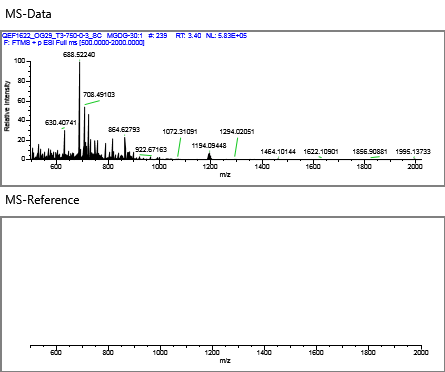 MS-Data
QEF1622_OG29_T3-750-0-3_BC MGDG-30:1 #: 239 RT: 3.40 NL: 5.83E+05
F: FTMS + p ESI Full ms [500.0000-2000.0000]
688.52240
100
708.49103
80
Relative Intensity
60
630.40741
864.62793
1072.31091
1294.02051
40
922.67163
1194.09448
1464.10144
1622.10901
1856.90881
1995.13733
20
0
600 800 1000 1200 1400 1600 1800 2000
m/z
MS-Reference
600 800 1000 1200 1400 1600 1800 2000
m/z